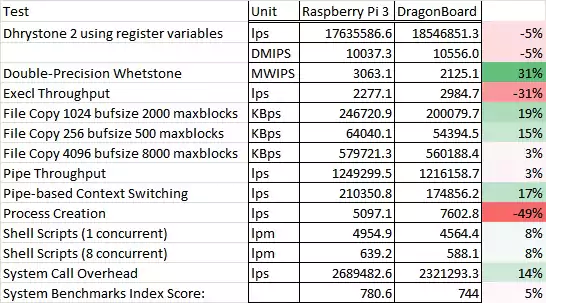 Test Unit Raspberry Pi 3 DragonBoard
Dhrystone 2 using register variables lps 17635586.6 18546851.3 -5%
DMIPS 10037.3 10556.0 -5%
Double-Precision Whetstone MWIPS 3063.1 2125.1 31%
Execl Throughput lps 2277.1 2984.7 -31%
File Copy 1024 bufsize 2000 maxblocks KBps 246720.9 200079.7 19%
File Copy 256 bufsize 500 maxblocks KBps 64040.1 54394.5 15%
File Copy 4096 bufsize 8000 maxblocks KBps 579721.3 560188.4 3%
Pipe Throughput lps 1249299.5 1216158.7 3%
Pipe-based Context Switching lps 210350.8 174856.2 17%
Process Creation lps 5097.1 7602.8 -49%
Shell Scripts (1 concurrent) lpm 4954.9 4564.4 8%
Shell Scripts (8 concurrent) lpm 639.2 588.1 8%
System Call Overhead lps 2689482.6 2321293.3 14%
System Benchmarks Index Score: 780.6 744 5%